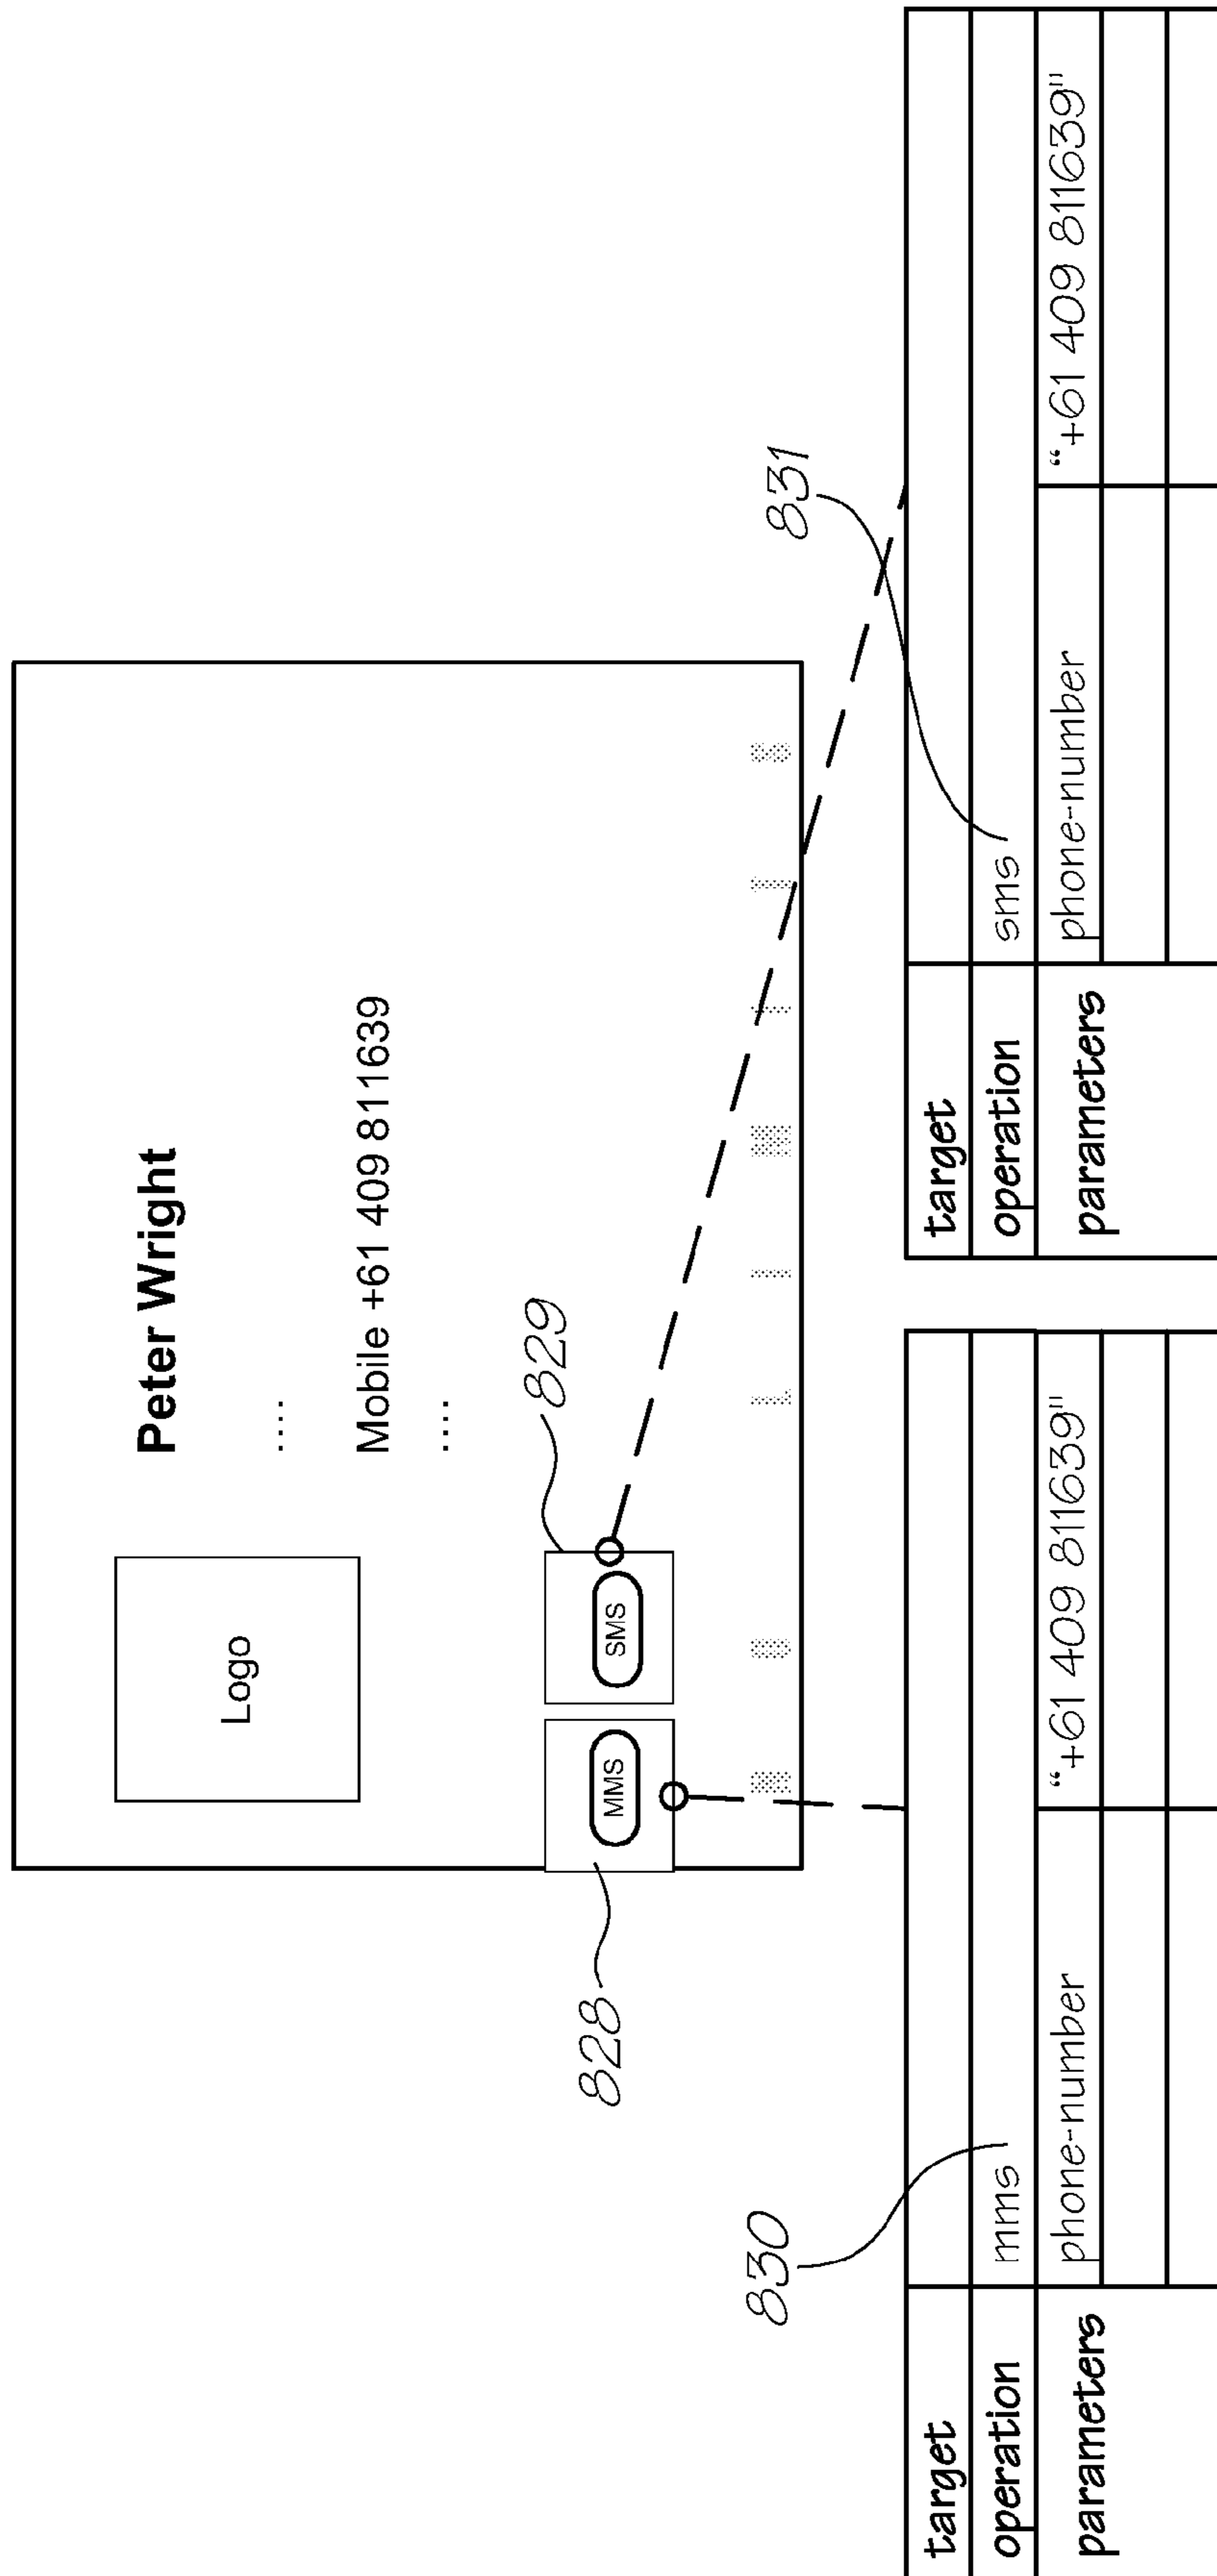 Peter Wright
....
Logo
Mobile +61 409 811639
....
829
MMS
SMS
828
831
830
target
operation
mms
parameters
phone-number
“+61 409 811639"
target
operation
sms
parameters
phone-number
“+61 409 811639"